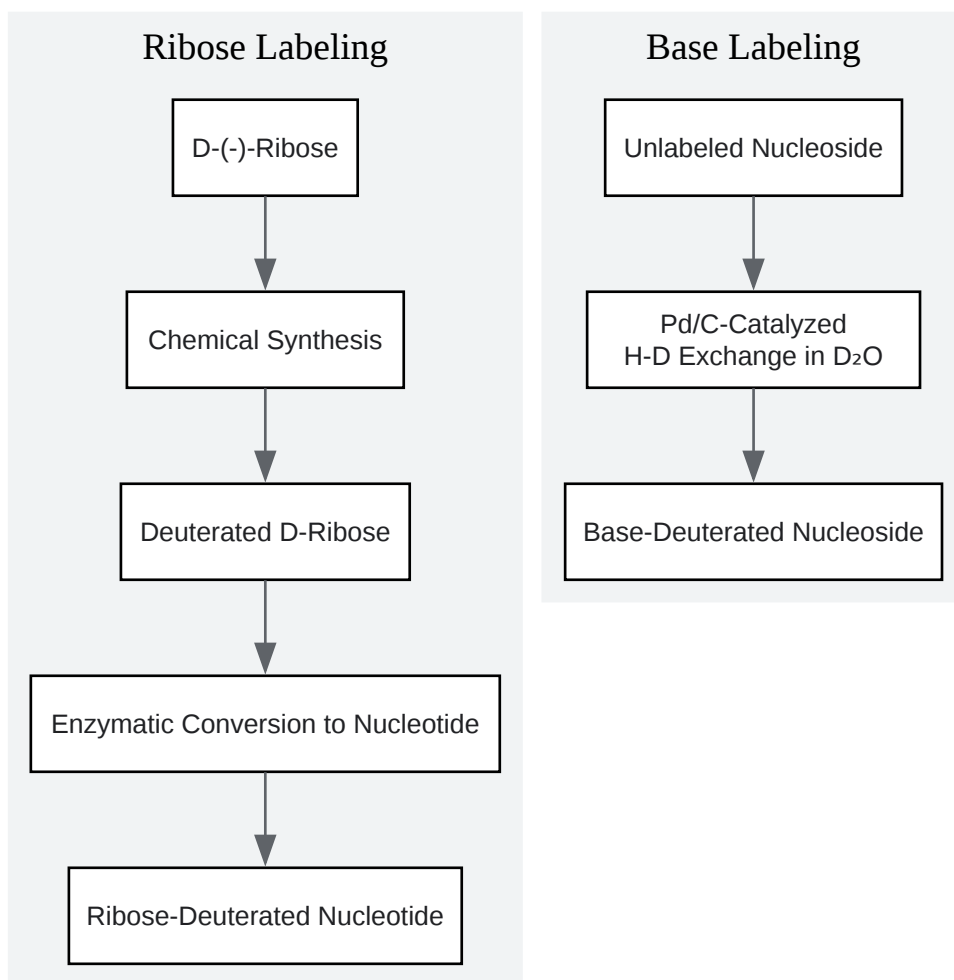 Ribose Labeling
D-(-)-Ribose
Chemical Synthesis
Deuterated D-Ribose
Enzymatic Conversion to Nucleotide
Ribose-Deuterated Nucleotide
Base Labeling
Unlabeled Nucleoside
Pd/C-Catalyzed
H-D Exchange in D₂O
Base-Deuterated Nucleoside